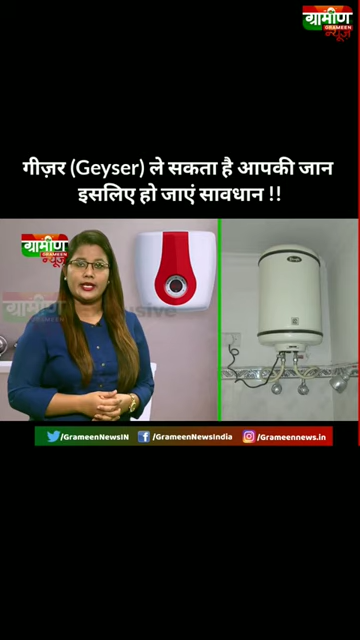 ग्रामीण
GRAMEEN
न्यूज़
गीज़र (Geyser) ले सकता है आपकी जान
इसलिए हो जाएं सावधान !!
ग्रामीण
GRAMEEN
न्यूज़
ग्रामीण
/GrameenNewsIN
/GrameenNewsIndia
/Grameennews.in